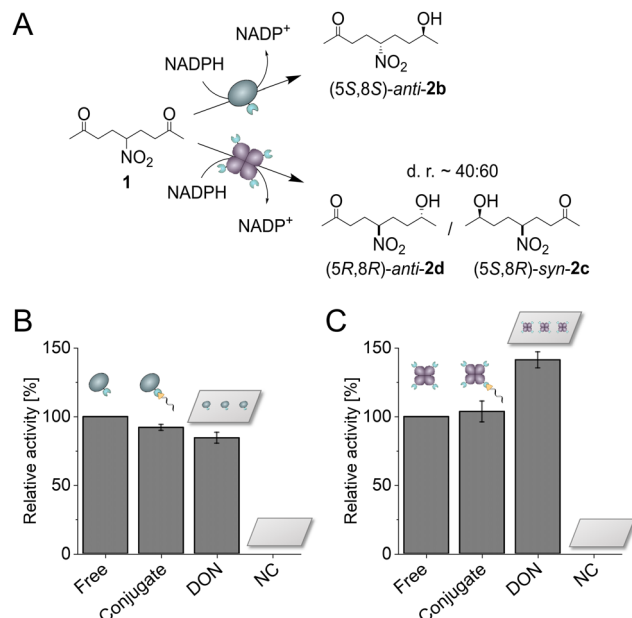 A
NADP+
NADPH
O
OH
NO2
(5S,8S)-anti-2b
O
O
NO2
1
NADPH
NADP+
d. r. ~ 40:60
O
OH
NO2
/
OH
O
NO2
(5R,8R)-anti-2d
(5S,8R)-syn-2c
B
Relative activity [%]
150
100
50
0
Free
Conjugate
DON
NC
C
Relative activity [%]
150
100
50
0
Free
Conjugate
DON
NC